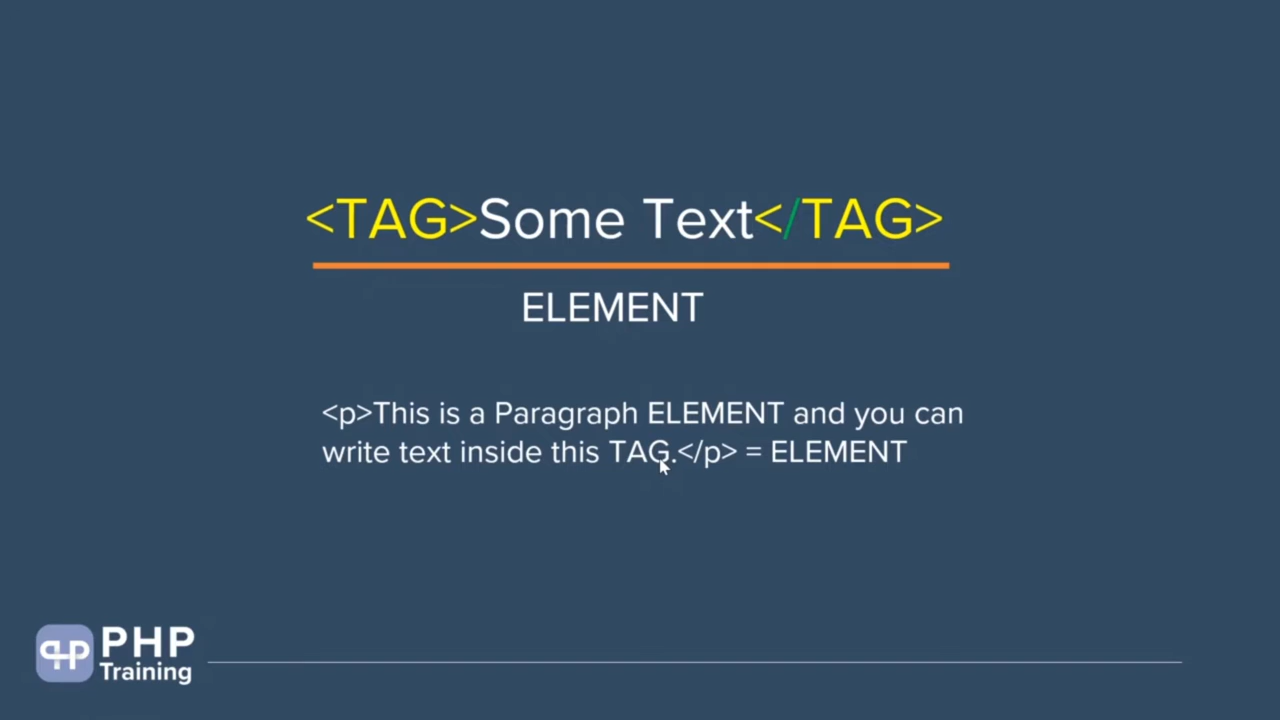 <TAG>Some Text</TAG>
ELEMENT
<p>This is a Paragraph ELEMENT and you can
write text inside this TAG.</p> = ELEMENT
PHP
Training